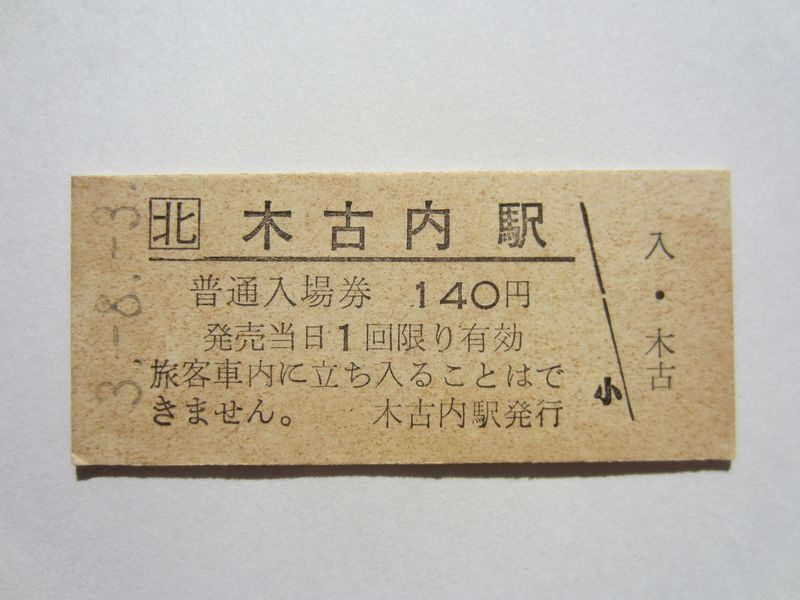 北 木古内駅
普通入場券 140円
発売当日1回限り有効
旅客車内に立ち入ることはで
きません。 木古内駅発行
小
入・木古
3.-8.-3.